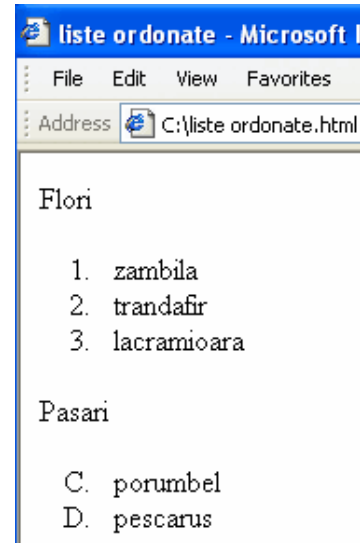 liste ordonate - Microsoft I
File Edit View Favorites
Address C:\liste ordonate.html
Flori
1. zambila
2. trandafir
3. lacramioara
Pasari
C. porumbel
D. pescarus